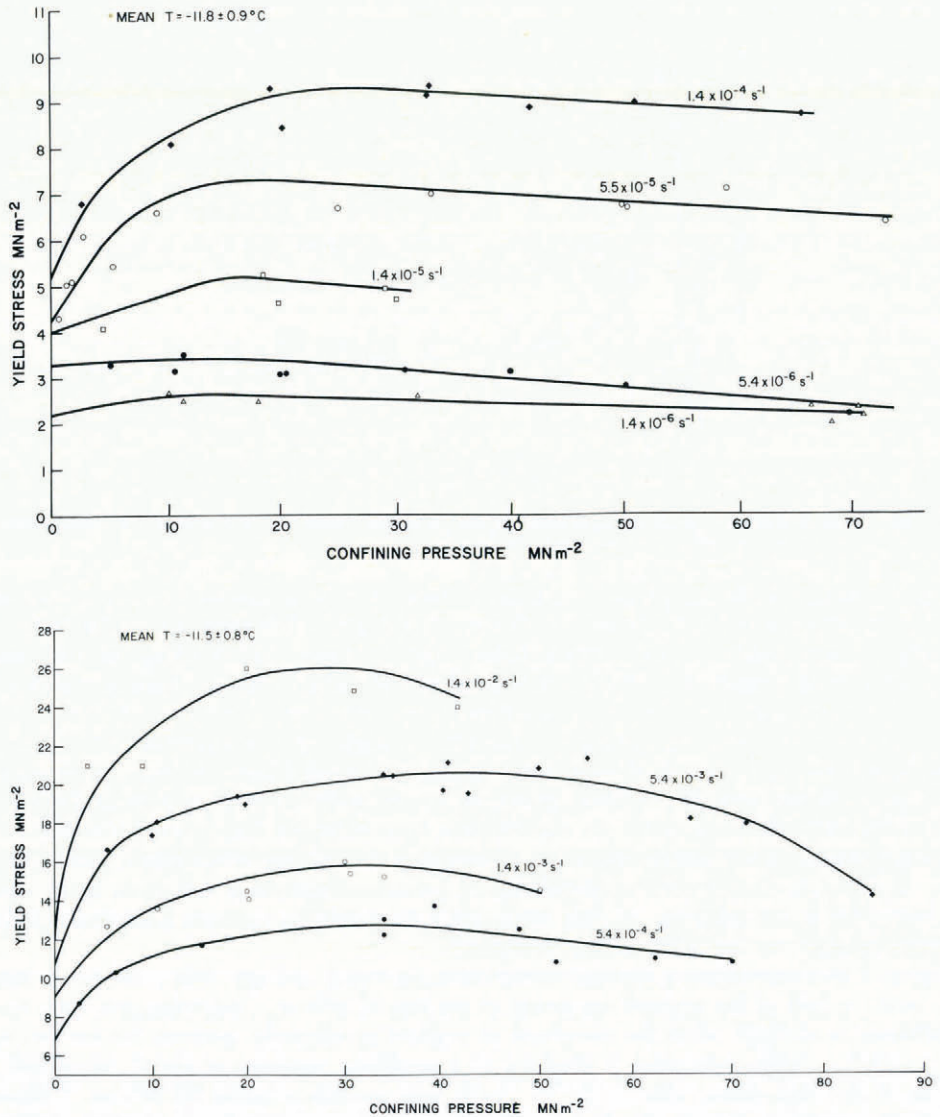 MEAN T = -11.8 ± 0.9°C
11
10
9
8
7
6
5
4
3
2
1
0
YIELD STRESS MN m⁻²
1.4 x 10⁻⁴ s⁻¹
5.5 x 10⁻⁵ s⁻¹
1.4 x 10⁻⁵ s⁻¹
5.4 x 10⁻⁶ s⁻¹
1.4 x 10⁻⁶ s⁻¹
0 10 20 30 40 50 60 70
CONFINING PRESSURE MN m⁻²
MEAN T = -11.5 ± 0.8°C
28
26
24
22
20
18
16
14
12
10
8
6
YIELD STRESS MN m⁻²
1.4 x 10⁻² s⁻¹
5.4 x 10⁻³ s⁻¹
1.4 x 10⁻³ s⁻¹
5.4 x 10⁻⁴ s⁻¹
0 10 20 30 40 50 60 70 80 90
CONFINING PRESSURE MN m⁻²